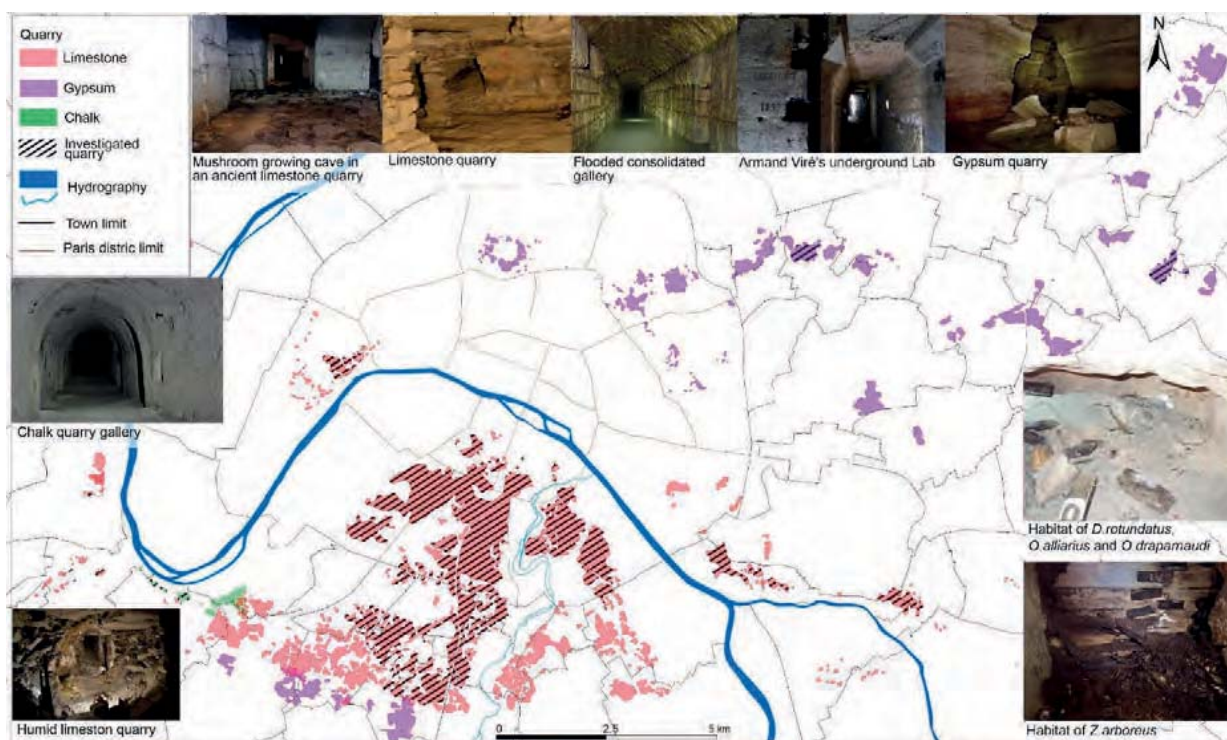 Quarry
Limestone
Gypsum
Chalk
Investigated
quarry
Hydrography
Town limit
Paris distric limit
Mushroom growing cave in
an ancient limestone quarry
Limestone quarry
Flooded consolidated
gallery
Armand Viré's underground Lab
Gypsum quarry
N
Chalk quarry gallery
Habitat of D.rotundatus,
O.alliarius and O drapamaudi
Humid limeston quarry
0 2.5 5 km
Habitat of Z.arboreus